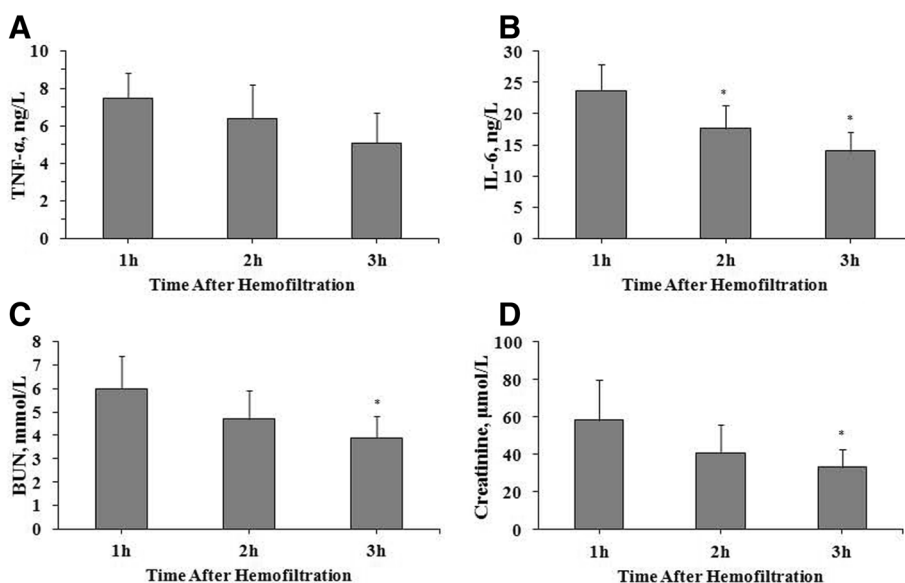 A
TNF-α, ng/L
10
8
6
4
2
0
1h 2h 3h
Time After Hemofiltration
B
IL-6, ng/L
30
25
20
15
10
5
0
* *
1h 2h 3h
Time After Hemofiltration
C
BUN, mmol/L
8
7
6
5
4
3
2
1
0
*
1h 2h 3h
Time After Hemofiltration
D
Creatinine, μmol/L
100
80
60
40
20
0
*
1h 2h 3h
Time After Hemofiltration